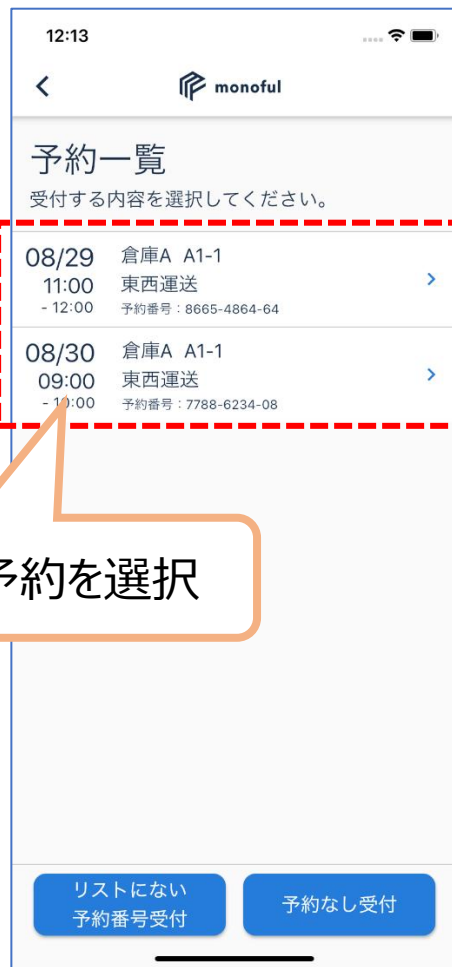 12:13
monoful
予約一覧
受付する内容を選択してください。
08/29 倉庫A A1-1
11:00 東西運送
- 12:00 予約番号：8665-4864-64
08/30 倉庫A A1-1
09:00 東西運送
- 10:00 予約番号：7788-6234-08
予約を選択
リストにない
予約番号受付
予約なし受付